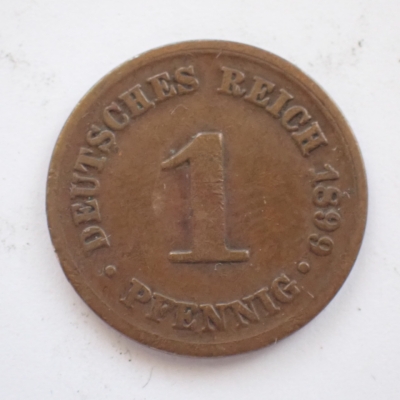 DEUTSCHES REICH 1899
1
· PFENNIG ·